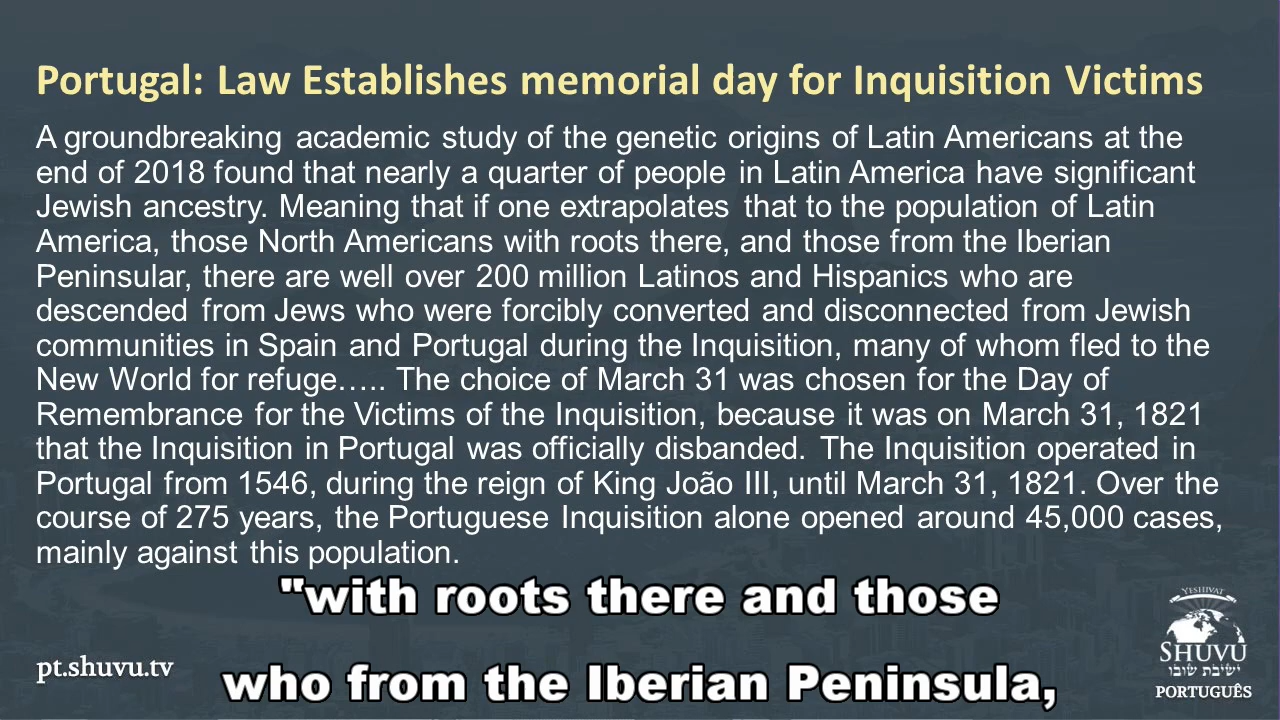 Portugal: Law Establishes memorial day for Inquisition Victims
A groundbreaking academic study of the genetic origins of Latin Americans at the
end of 2018 found that nearly a quarter of people in Latin America have significant
Jewish ancestry. Meaning that if one extrapolates that to the population of Latin
America, those North Americans with roots there, and those from the Iberian
Peninsular, there are well over 200 million Latinos and Hispanics who are
descended from Jews who were forcibly converted and disconnected from Jewish
communities in Spain and Portugal during the Inquisition, many of whom fled to the
New World for refuge….. The choice of March 31 was chosen for the Day of
Remembrance for the Victims of the Inquisition, because it was on March 31, 1821
that the Inquisition in Portugal was officially disbanded. The Inquisition operated in
Portugal from 1546, during the reign of King João III, until March 31, 1821. Over the
course of 275 years, the Portuguese Inquisition alone opened around 45,000 cases,
mainly against this population.
"with roots there and those
who from the Iberian Peninsula,
pt.shuvu.tv
YESHIVAT
SHUVU
ישיבת שובו
PORTUGUÊS